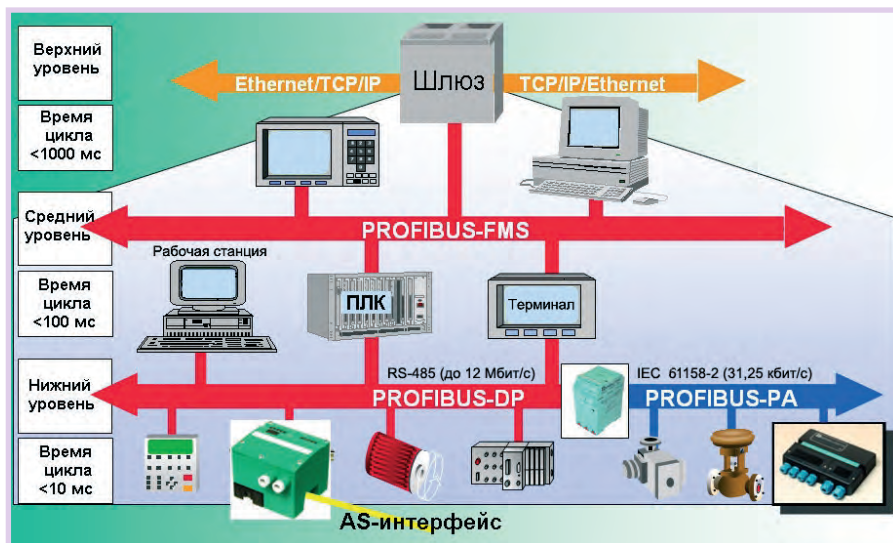 Верхний
уровень
Ethernet/TCP/IP
Шлюз
TCP/IP/Ethernet
Время
цикла
<1000 мс
Средний
уровень
PROFIBUS-FMS
Рабочая станция
Время
цикла
<100 мс
ПЛК
Терминал
Нижний
уровень
RS-485 (до 12 Мбит/с)
IEC 61158-2 (31,25 кбит/с)
PROFIBUS-DP
PROFIBUS-PA
Время
цикла
<10 мс
AS-интерфейс